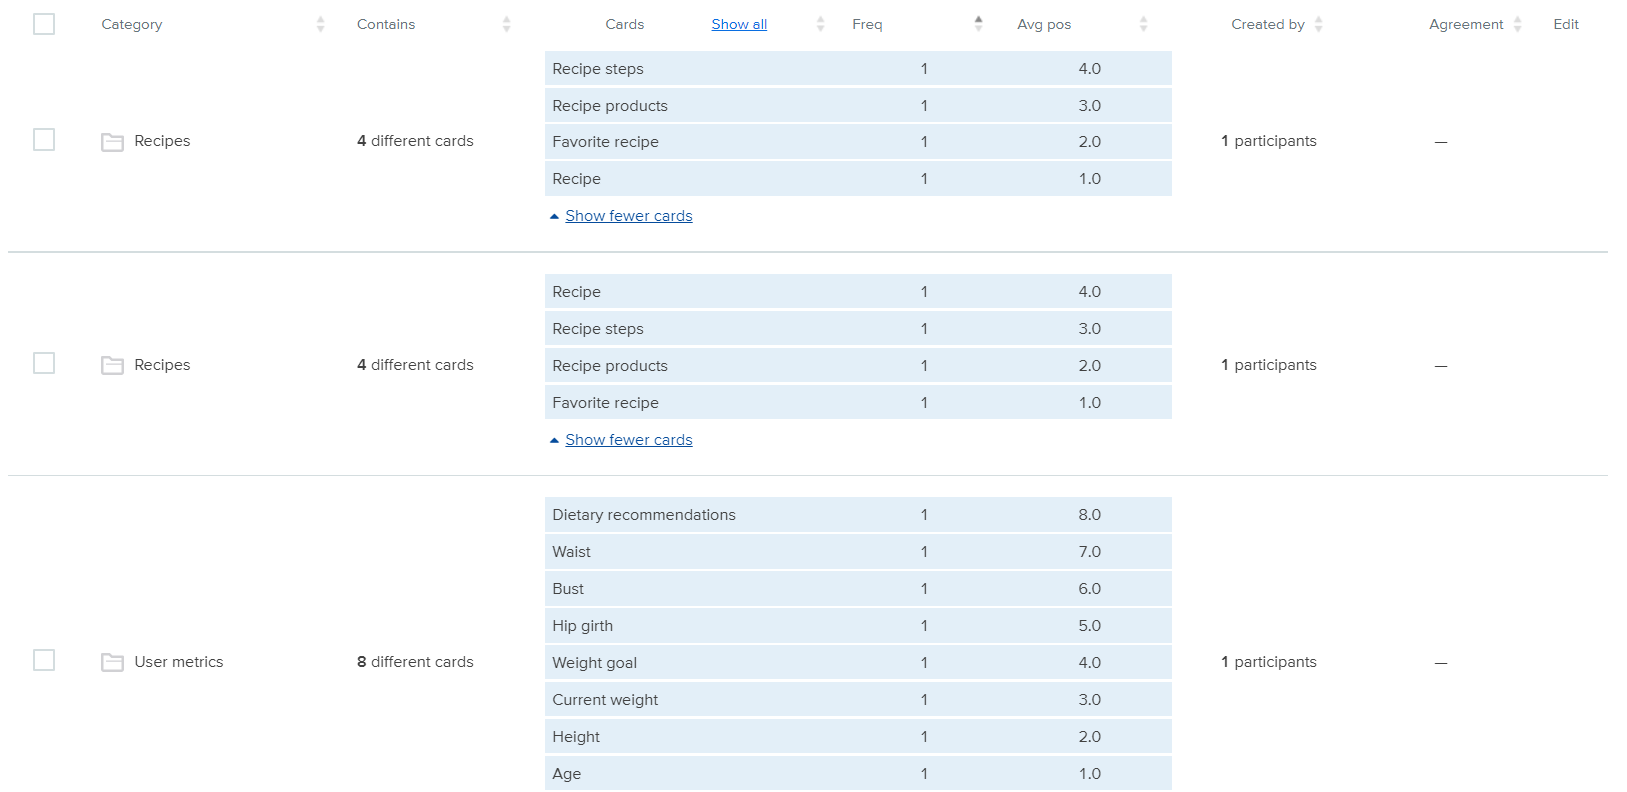 Category Contains Cards Show all Freq Avg pos Created by Agreement Edit
Recipe steps 1 4.0
Recipe products 1 3.0
Recipes 4 different cards Favorite recipe 1 2.0 1 participants —
Recipe 1 1.0
Show fewer cards
Recipe 1 4.0
Recipe steps 1 3.0
Recipes 4 different cards Recipe products 1 2.0 1 participants —
Favorite recipe 1 1.0
Show fewer cards
Dietary recommendations 1 8.0
Waist 1 7.0
Bust 1 6.0
Hip girth 1 5.0
User metrics 8 different cards Weight goal 1 4.0 1 participants —
Current weight 1 3.0
Height 1 2.0
Age 1 1.0